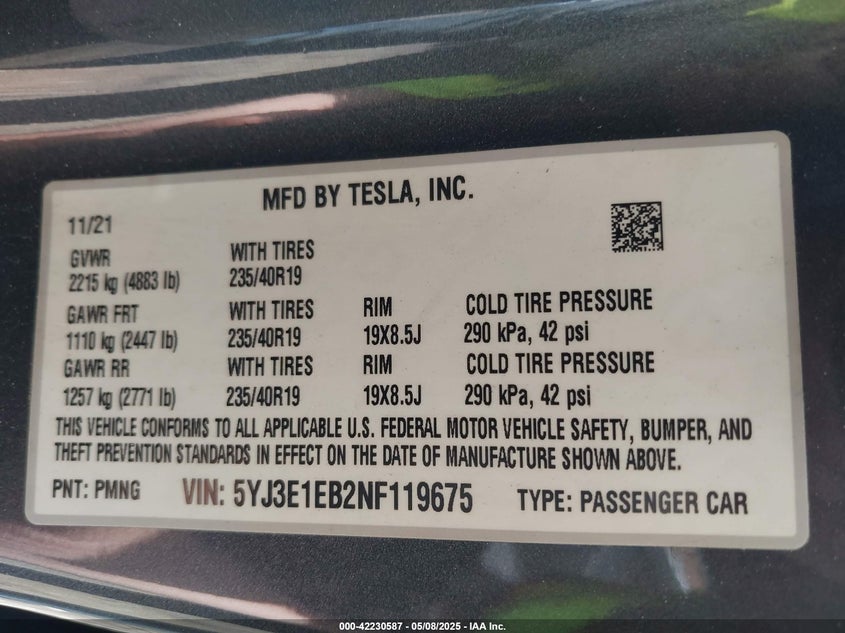 MFD BY TESLA, INC.
11/21
GVWR WITH TIRES
2215 kg (4883 lb) 235/40R19
GAWR FRT WITH TIRES RIM COLD TIRE PRESSURE
1110 kg (2447 lb) 235/40R19 19X8.5J 290 kPa, 42 psi
GAWR RR WITH TIRES RIM COLD TIRE PRESSURE
1257 kg (2771 lb) 235/40R19 19X8.5J 290 kPa, 42 psi
THIS VEHICLE CONFORMS TO ALL APPLICABLE U.S. FEDERAL MOTOR VEHICLE SAFETY, BUMPER, AND
THEFT PREVENTION STANDARDS IN EFFECT ON THE DATE OF MANUFACTURE SHOWN ABOVE.
PNT: PMNG VIN: 5YJ3E1EB2NF119675 TYPE: PASSENGER CAR
000-42230587 - 05/08/2025 - IAA Inc.